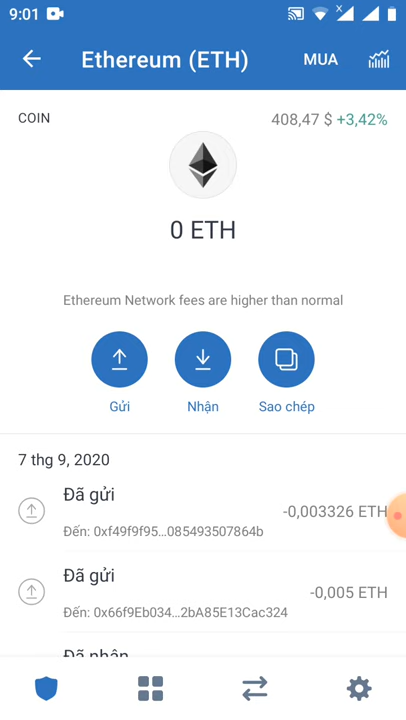 9:01
Ethereum (ETH) MUA
COIN 408,47 $ +3,42%
0 ETH
Ethereum Network fees are higher than normal
Gửi Nhận Sao chép
7 thg 9, 2020
Đã gửi
-0,003326 ETH
Đến: 0xf49f9f95...085493507864b
Đã gửi
-0,005 ETH
Đến: 0x66f9Eb034...2bA85E13Cac324
Đã nhận